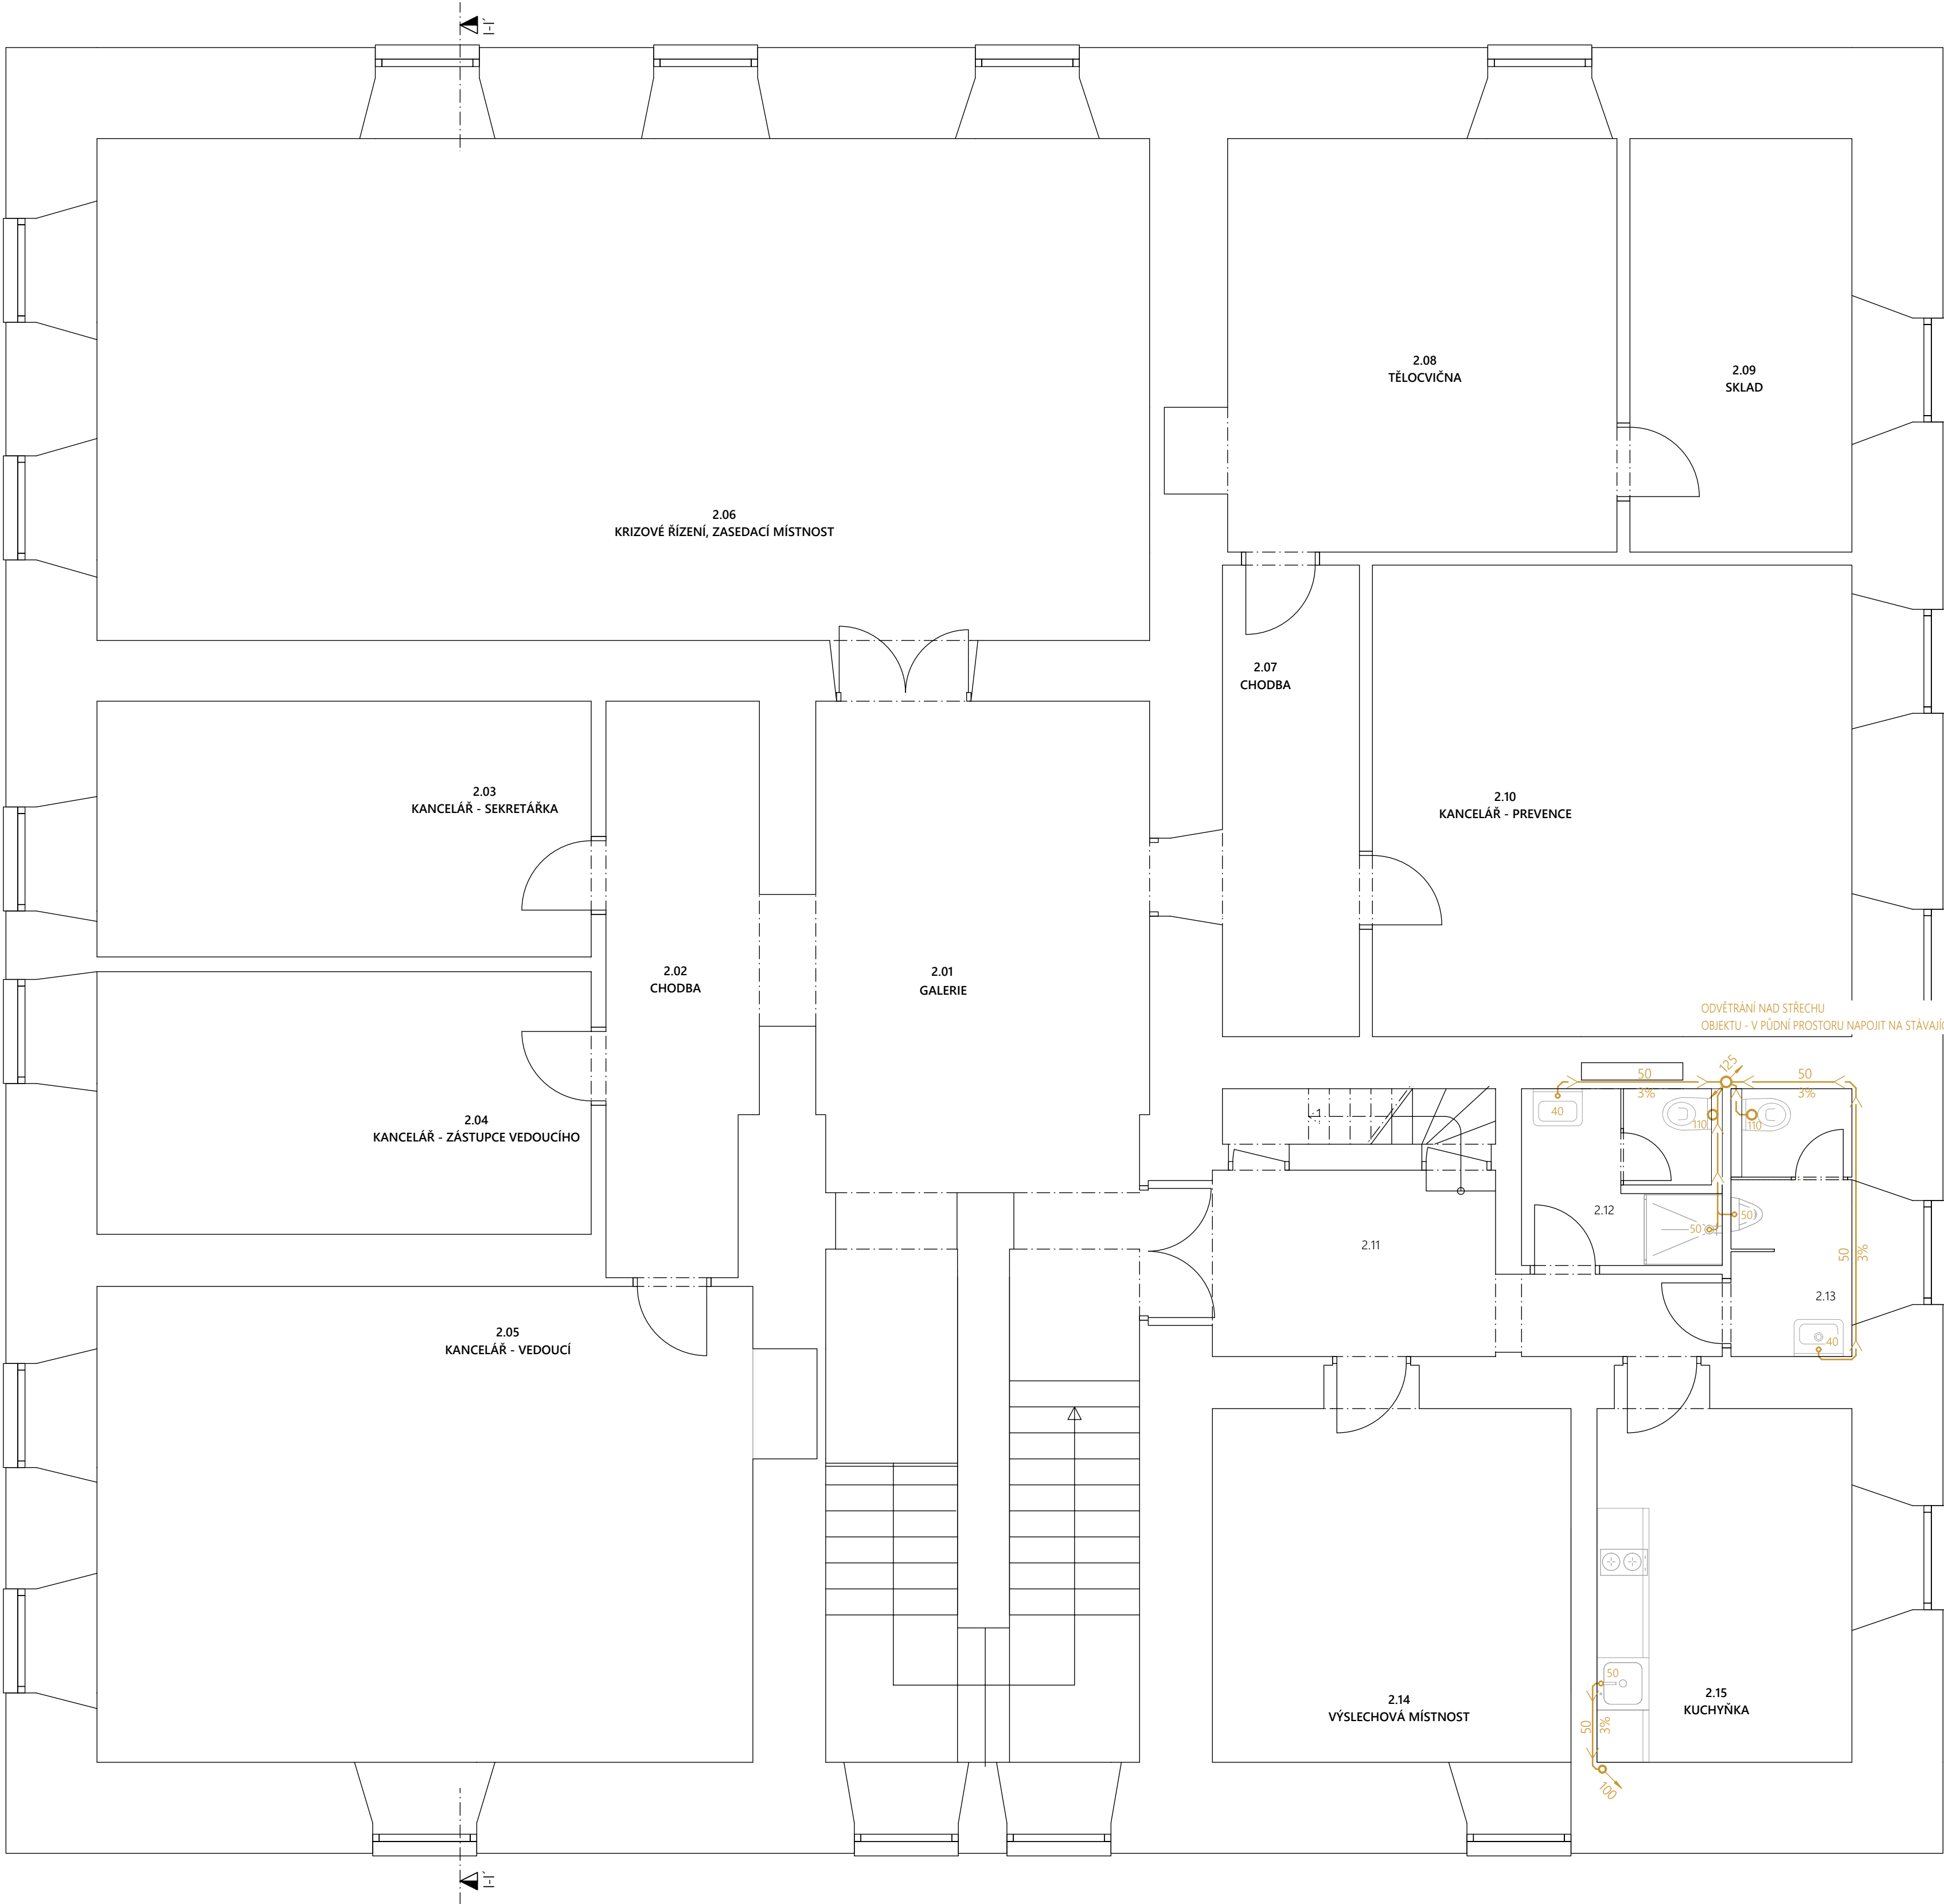 1-1'
2.08
TĚLOCVIČNA
2.09
SKLAD
2.06
KRIZOVÉ ŘÍZENÍ, ZASEDACÍ MÍSTNOST
2.07
CHODBA
2.03
KANCELÁŘ - SEKRETÁŘKA
2.10
KANCELÁŘ - PREVENCE
2.02
CHODBA
2.01
GALERIE
ODVĚTRÁNÍ NAD STŘECHU
OBJEKTU - V PŮDNÍ PROSTORU NAPOJIT NA
125
50
3%
50
3%
40
110
110
2.04
KANCELÁŘ - ZÁSTUPCE VEDOUCÍHO
2.12
50
50
2.11
50
3%
2.13
40
2.05
KANCELÁŘ - VEDOUCÍ
50
2.14
VÝSLECHOVÁ MÍSTNOST
2.15
KUCHYŇKA
50
3%
100
1-1'